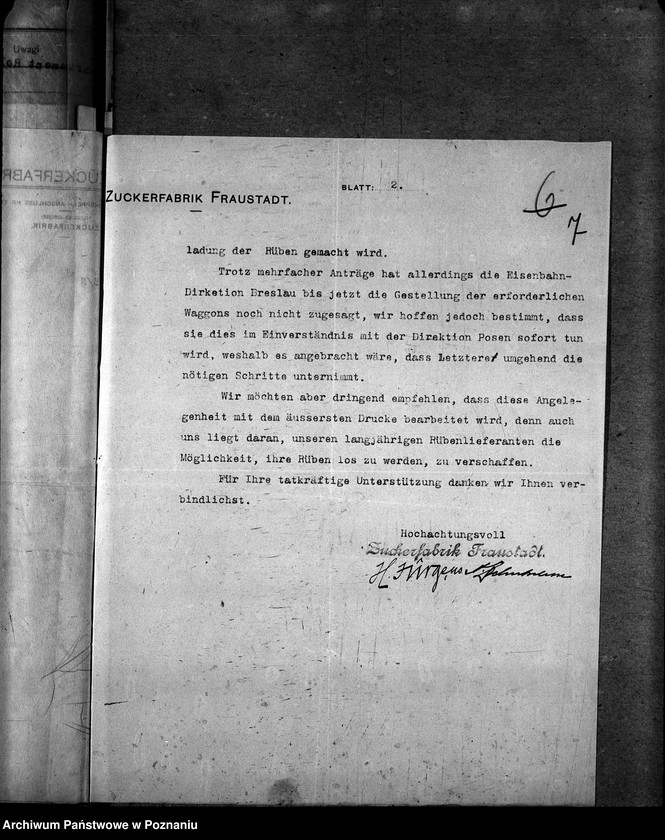 Uwagi
ZUCKERFABRIK FRAUSTADT.
BLATT: 2.
6
7
ladung der Rüben gemacht wird.
Trotz mehrfacher Anträge hat allerdings die Eisenbahn-
Dirketion Breslau bis jetzt die Gestellung der erforderlichen
Waggons noch nicht zugesagt, wir hoffen jedoch bestimmt, dass
sie dies im Einverständnis mit der Direktion Posen sofort tun
wird, weshalb es angebracht wäre, dass Letztere umgehend die
nötigen Schritte unternimmt.
Wir möchten aber dringend empfehlen, dass diese Angele-
genheit mit dem äussersten Drucke bearbeitet wird, denn auch
uns liegt daran, unseren langjährigen Rübenlieferanten die
Möglichkeit, ihre Rüben los zu werden, zu verschaffen.
Für Ihre tatkräftige Unterstützung danken wir Ihnen ver-
bindlichst.
Hochachtungsvoll
Zuckerfabrik Fraustadt.
H. Jürgens
Archiwum Państwowe w Poznaniu